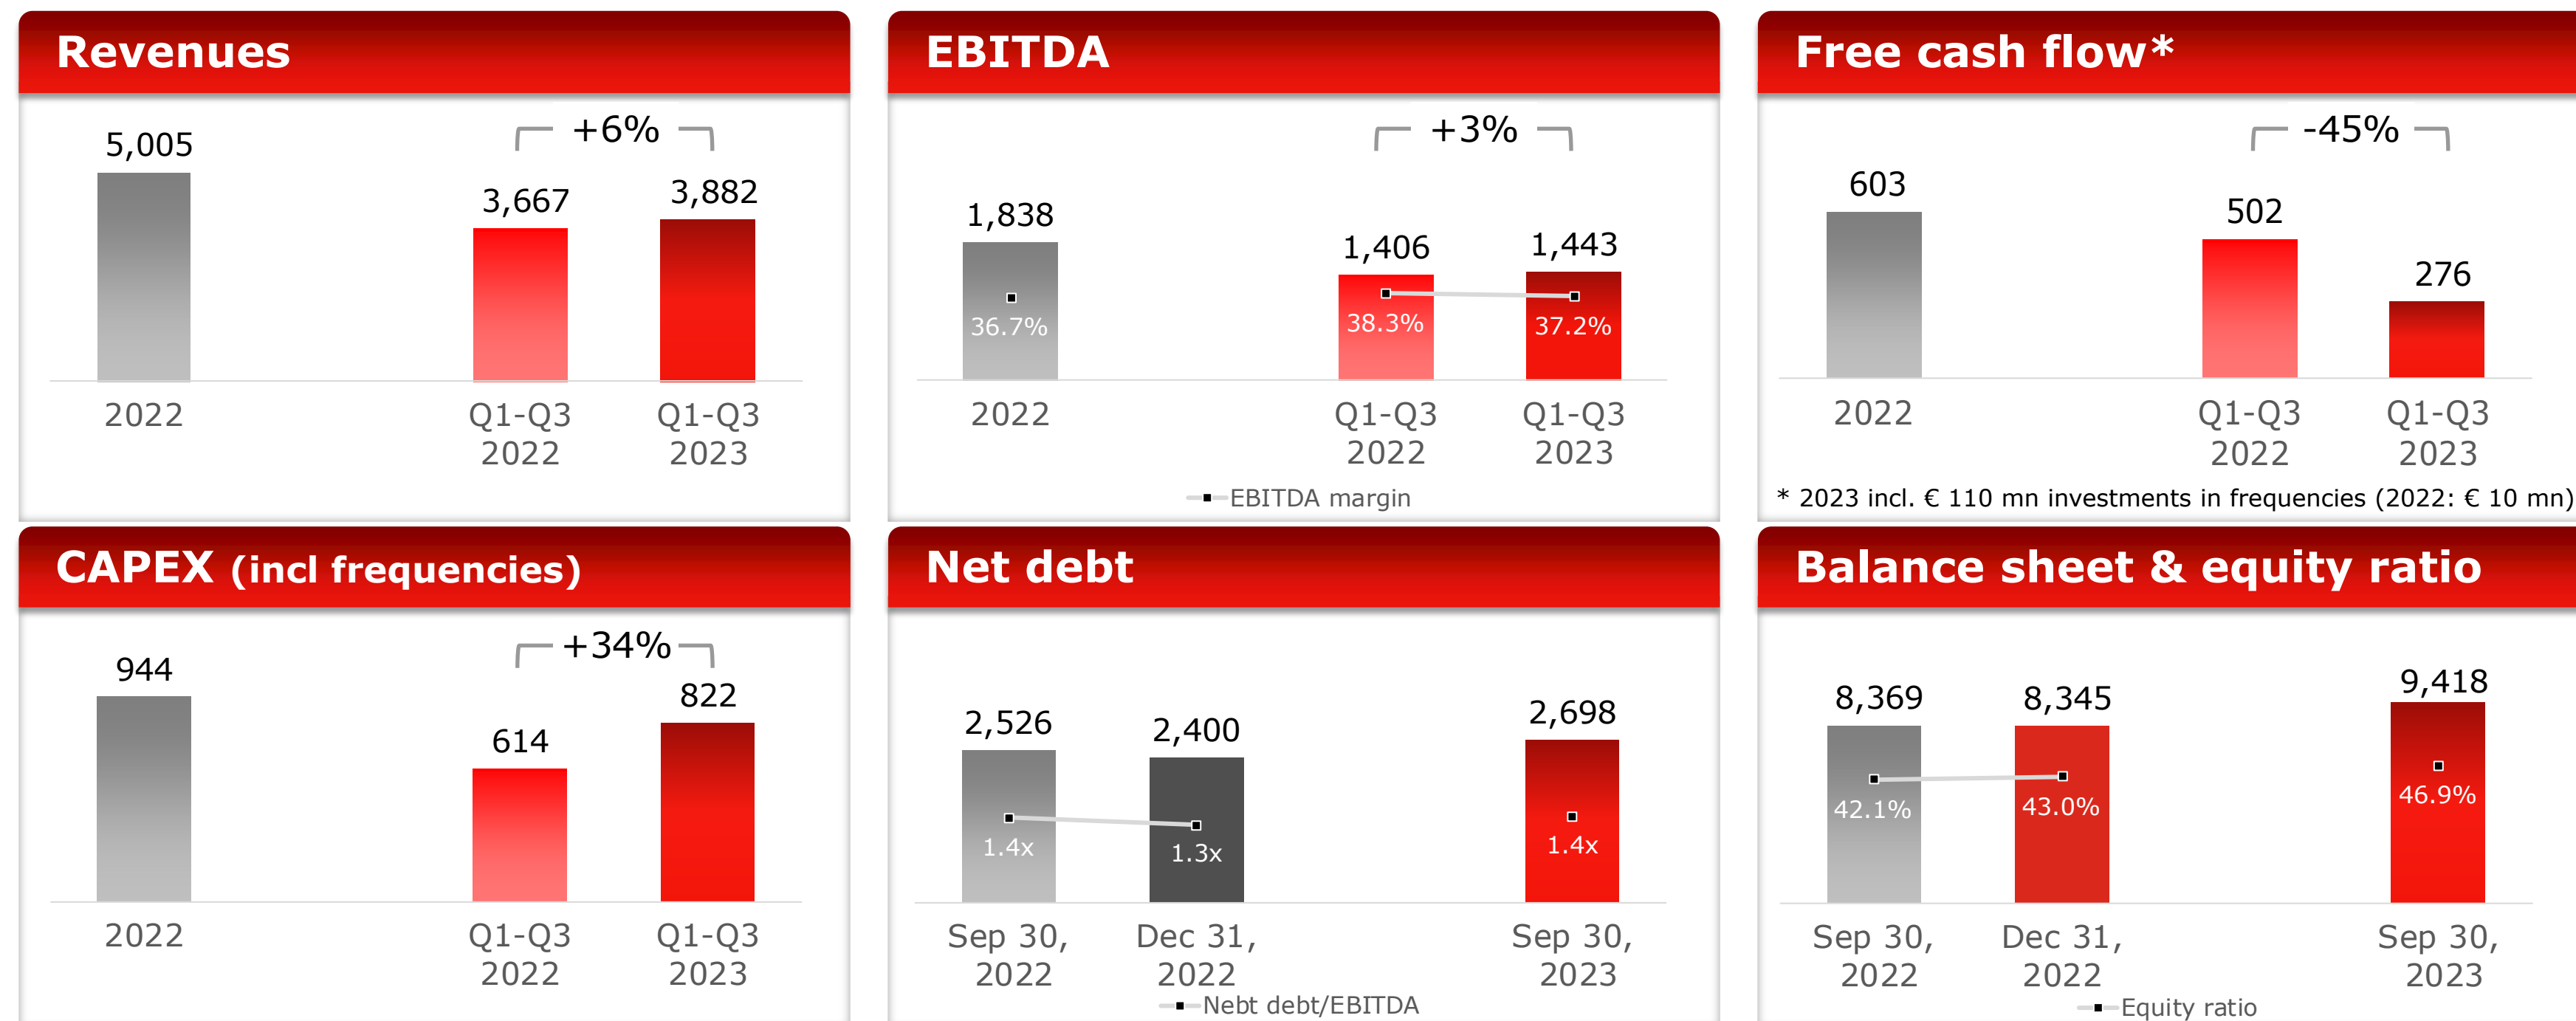 Revenues
+6%
5,005
3,667
3,882
2022
Q1-Q3
2022
Q1-Q3
2023
EBITDA
+3%
1,838
1,406
1,443
36.7%
38.3%
37.2%
2022
Q1-Q3
2022
Q1-Q3
2023
EBITDA margin
Free cash flow*
-45%
603
502
276
2022
Q1-Q3
2022
Q1-Q3
2023
* 2023 incl. € 110 mn investments in frequencies (2022: € 10 mn)
CAPEX (incl frequencies)
+34%
944
614
822
2022
Q1-Q3
2022
Q1-Q3
2023
Net debt
2,526
2,400
2,698
1.4x
1.3x
1.4x
Sep 30,
2022
Dec 31,
2022
Sep 30,
2023
Nebt debt/EBITDA
Balance sheet & equity ratio
8,369
8,345
9,418
42.1%
43.0%
46.9%
Sep 30,
2022
Dec 31,
2022
Sep 30,
2023
Equity ratio